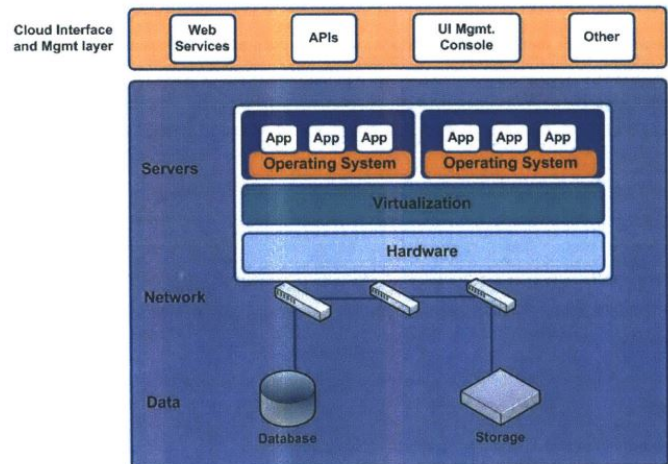 Cloud Interface
and Mgmt layer
Web
Services
APIs
UI Mgmt.
Console
Other
Servers
App App App
Operating System
App App App
Operating System
Virtualization
Hardware
Network
Data
Database
Storage